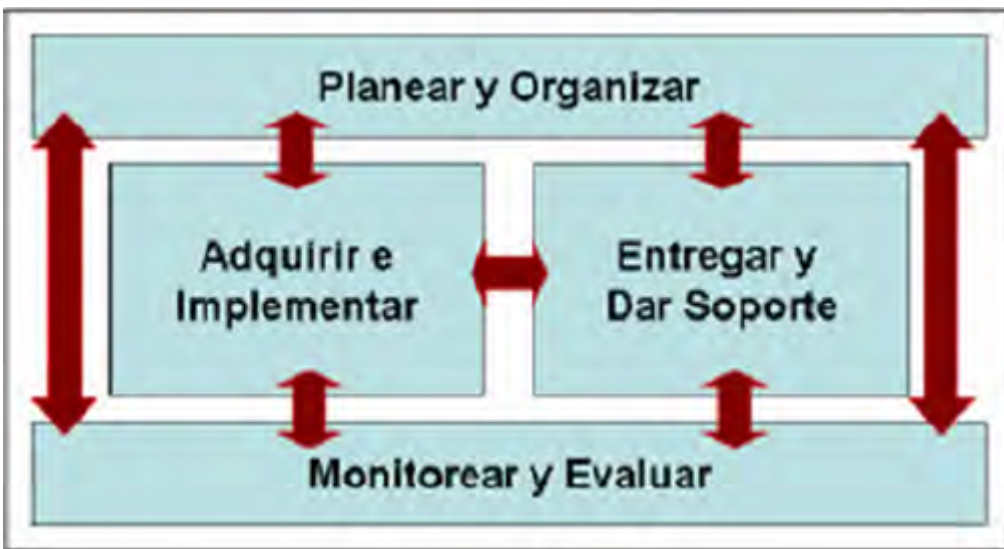 Planear y Organizar
Adquirir e
Implementar
Entregar y
Dar Soporte
Monitorear y Evaluar